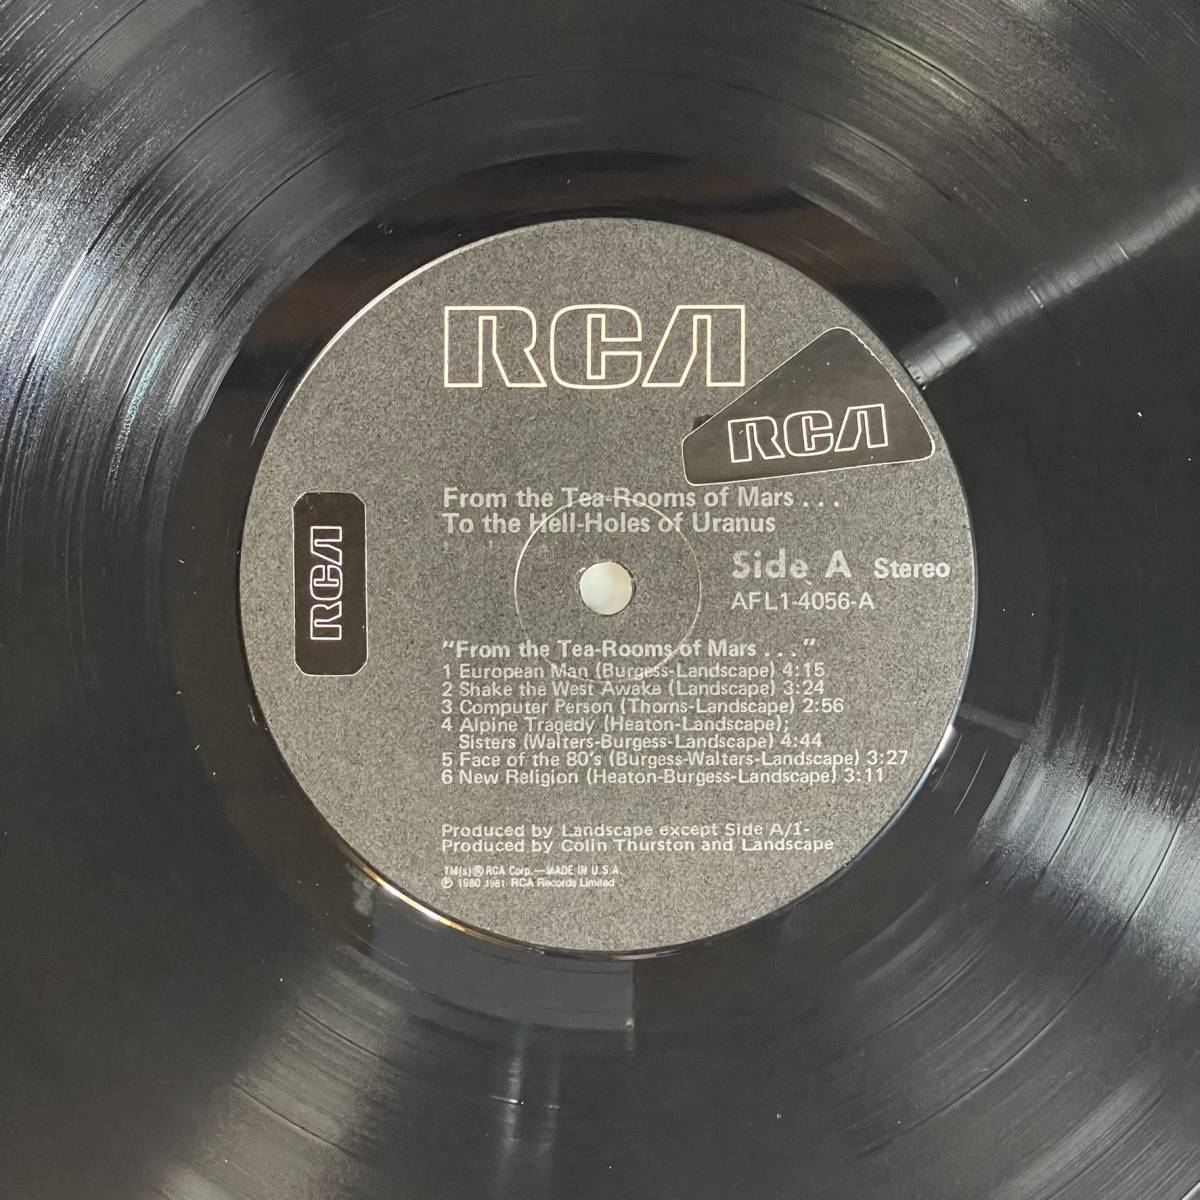 RCA
RCA
RCA
From the Tea-Rooms of Mars . . .
To the Hell-Holes of Uranus
Side A Stereo
AFL1-4056-A
"From the Tea-Rooms of Mars . . ."
1 European Man (Burgess-Landscape) 4:15
2 Shake the West Awake (Landscape) 3:24
3 Computer Person (Thorns-Landscape) 2:56
4 Alpine Tragedy (Heaton-Landscape);
Sisters (Walters-Burgess-Landscape) 4:44
5 Face of the 80's (Burgess-Walters-Landscape) 3:27
6 New Religion (Heaton-Burgess-Landscape) 3:11
Produced by Landscape except Side A/1-
Produced by Colin Thurston and Landscape
TM(s)® RCA Corp.—MADE IN U.S.A.
℗ 1980 1981 RCA Records Limited